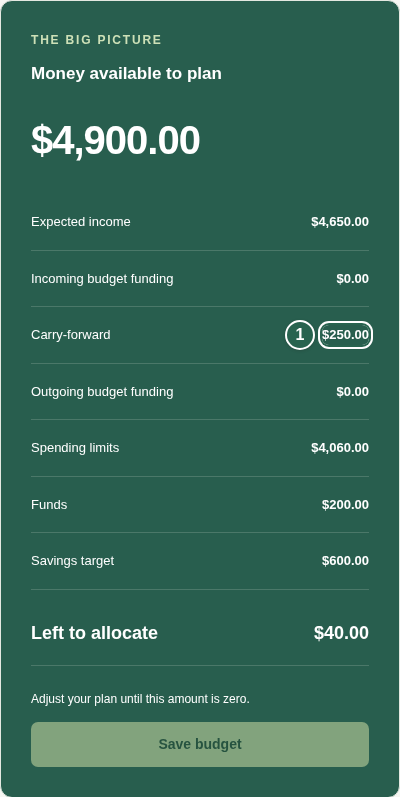 THE BIG PICTURE
Money available to plan
$4,900.00
Expected income $4,650.00
Incoming budget funding $0.00
Carry-forward 1 $250.00
Outgoing budget funding $0.00
Spending limits $4,060.00
Funds $200.00
Savings target $600.00
Left to allocate $40.00
Adjust your plan until this amount is zero.
Save budget